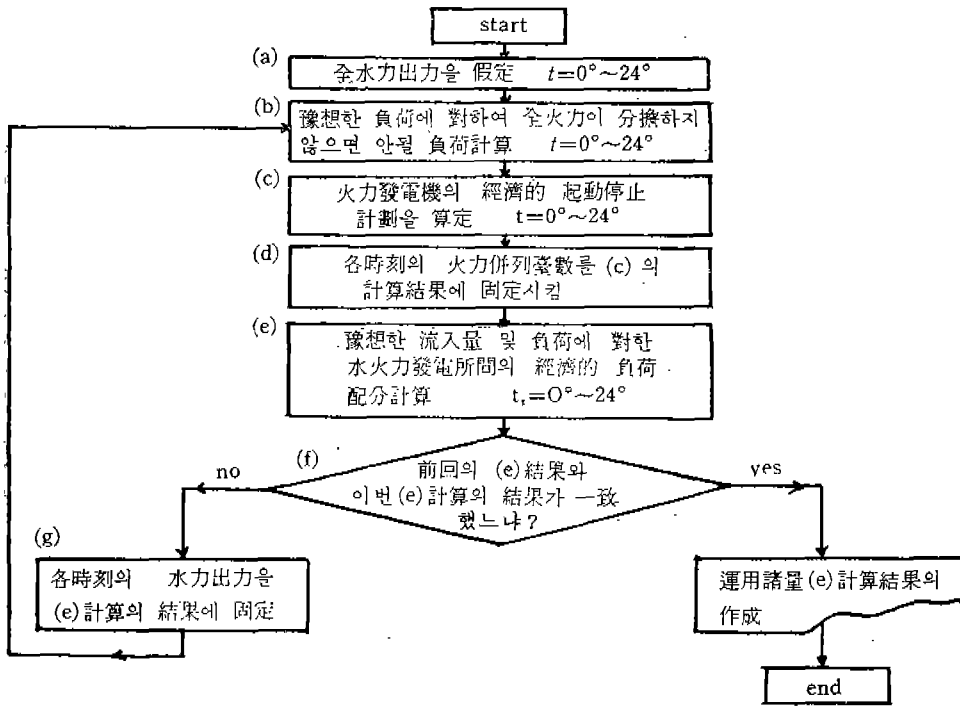 start
(a)
全水力出力을 假定 t=0°~24°
(b)
豫想한 負荷에 對하여 全火力이 分擔하지
않으면 안될 負荷計算 t=0°~24°
(c)
火力發電機의 經濟的 起動停止
計劃을 算定 t=0°~24°
(d)
各時刻의 火力併列臺數를 (c) 의
計算結果에 固定시킴
(e)
豫想한 流入量 및 負荷에 對한
水火力發電所間의 經濟的 負荷
配分計算 t,=O°~24°
(f)
前回의 (e)結果와
이번(e)計算의 結果가 一致
했느냐?
no
yes
(g)
各時刻의 水力出力을
(e)計算의 結果에 固定
運用諸量(e)計算結果의
作成
end